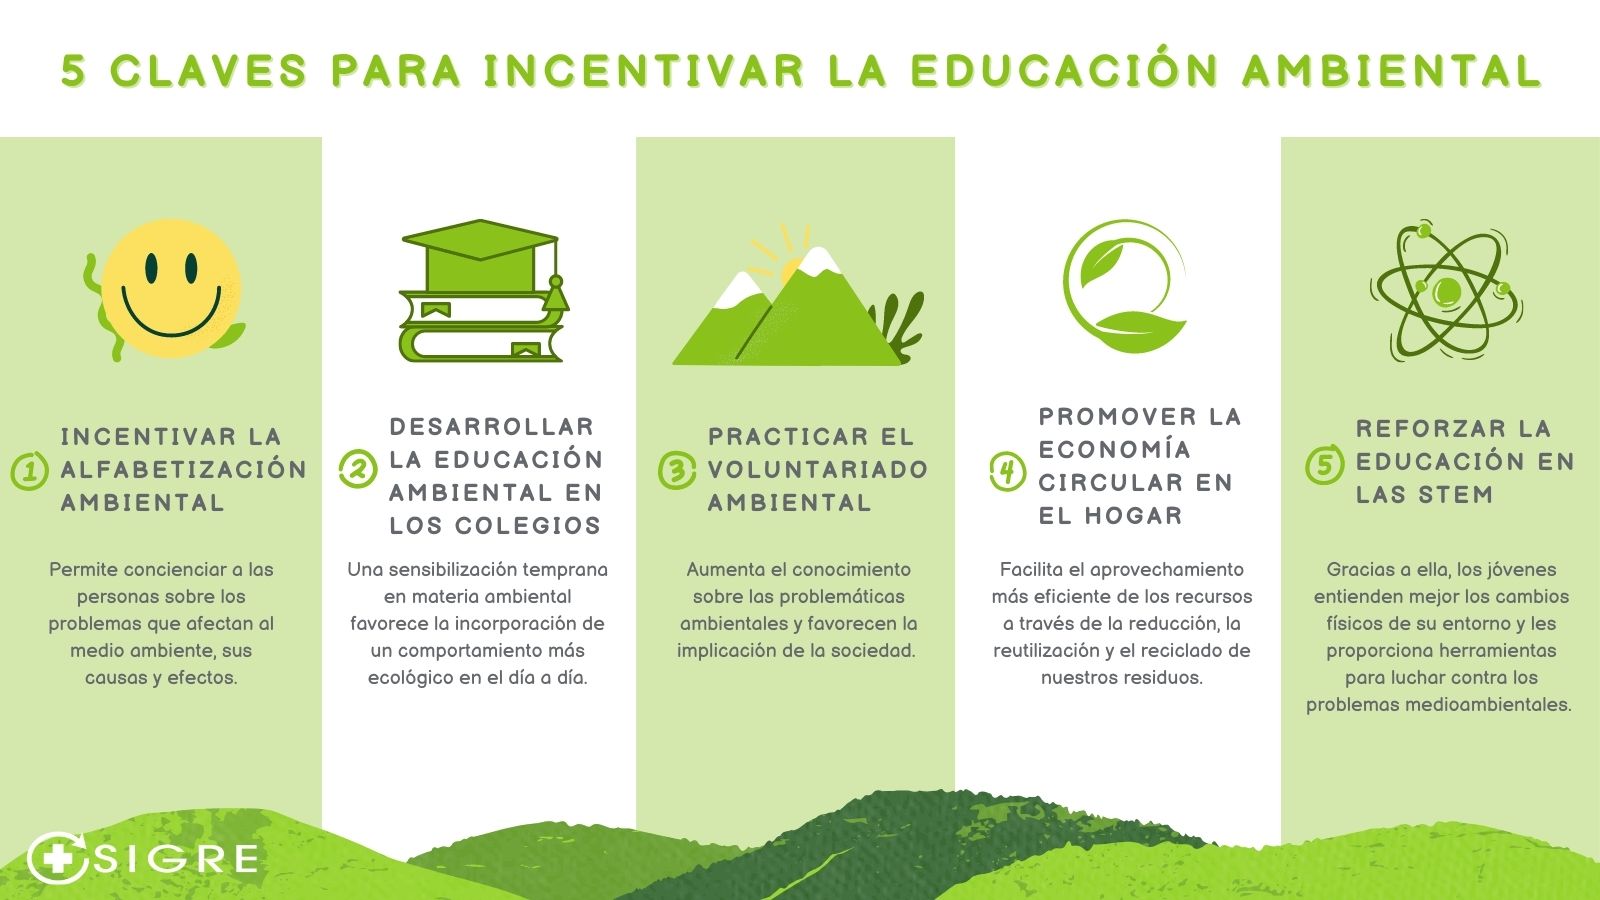 5 CLAVES PARA INCENTIVAR LA EDUCACIÓN AMBIENTAL
1
INCENTIVAR LA
ALFABETIZACIÓN
AMBIENTAL
Permite concienciar a las
personas sobre los
problemas que afectan al
medio ambiente, sus
causas y efectos.
2
DESARROLLAR
LA EDUCACIÓN
AMBIENTAL EN
LOS COLEGIOS
Una sensibilización temprana
en materia ambiental
favorece la incorporación de
un comportamiento más
ecológico en el día a día.
3
PRACTICAR EL
VOLUNTARIADO
AMBIENTAL
Aumenta el conocimiento
sobre las problemáticas
ambientales y favorecen la
implicación de la sociedad.
4
PROMOVER LA
ECONOMÍA
CIRCULAR EN
EL HOGAR
Facilita el aprovechamiento
más eficiente de los recursos
a través de la reducción, la
reutilización y el reciclado de
nuestros residuos.
5
REFORZAR LA
EDUCACIÓN EN
LAS STEM
Gracias a ella, los jóvenes
entienden mejor los cambios
físicos de su entorno y les
proporciona herramientas
para luchar contra los
problemas medioambientales.
SIGRE